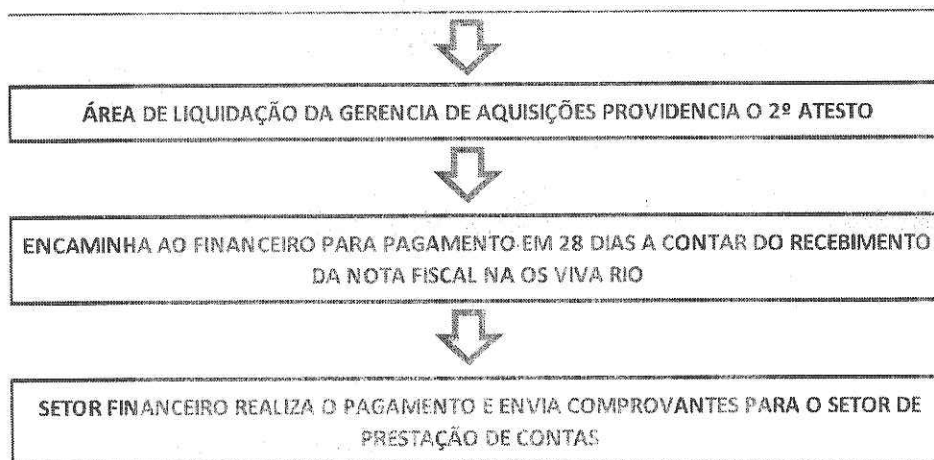 ÁREA DE LIQUIDAÇÃO DA GERENCIA DE AQUISIÇÕES PROVIDENCIA O 2º ATESTO
ENCAMINHA AO FINANCEIRO PARA PAGAMENTO EM 28 DIAS A CONTAR DO RECEBIMENTO
DA NOTA FISCAL NA OS VIVA RIO
SETOR FINANCEIRO REALIZA O PAGAMENTO E ENVIA COMPROVANTES PARA O SETOR DE
PRESTAÇÃO DE CONTAS